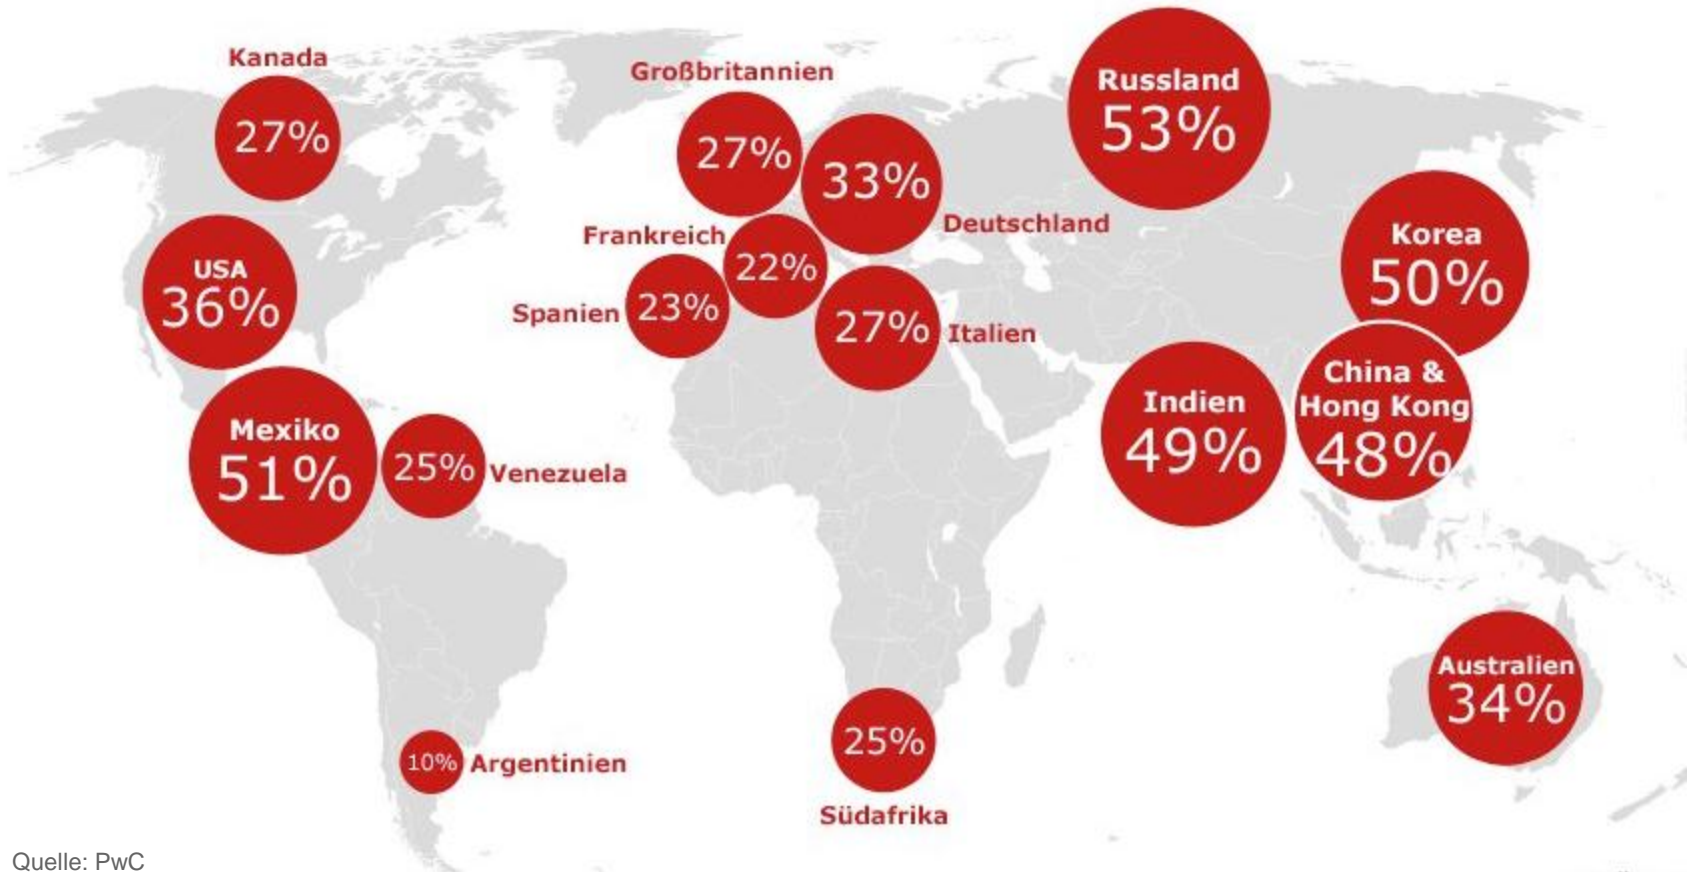 Kanada
27%
Großbritannien
27%
33%
Deutschland
Russland
53%
Korea
50%
USA
36%
Frankreich
22%
Spanien
23%
27%
Italien
China &
Hong Kong
48%
Indien
49%
Mexiko
51%
25%
Venezuela
Australien
34%
10%
Argentinien
25%
Südafrika
Quelle: PwC